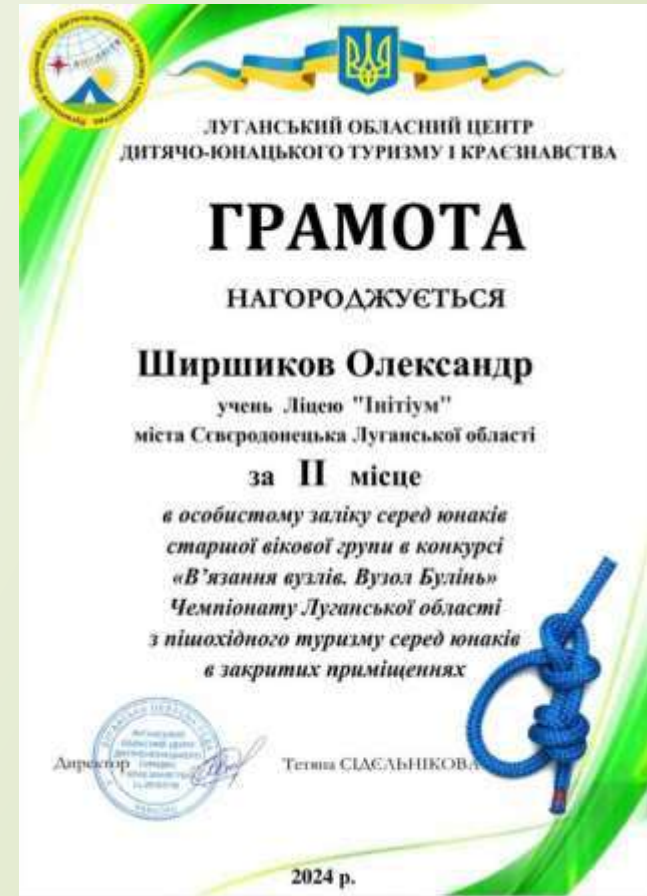 ЛУГАНСЬКИЙ ОБЛАСНИЙ ЦЕНТР
ДИТЯЧО-ЮНАЦЬКОГО ТУРИЗМУ І КРАЄЗНАВСТВА
ГРАМОТА
НАГОРОДЖУЄТЬСЯ
Ширшиков Олександр
учень Ліцею "Інітіум"
міста Сєвєродонецька Луганської області
за II місце
в особистому заліку серед юнаків
старшої вікової групи в конкурсі
«В’язання вузлів. Вузол Булінь»
Чемпіонату Луганської області
з пішохідного туризму серед юнаків
в закритих приміщеннях
Директор Тетяна СІДЄЛЬНІКОВА
2024 р.